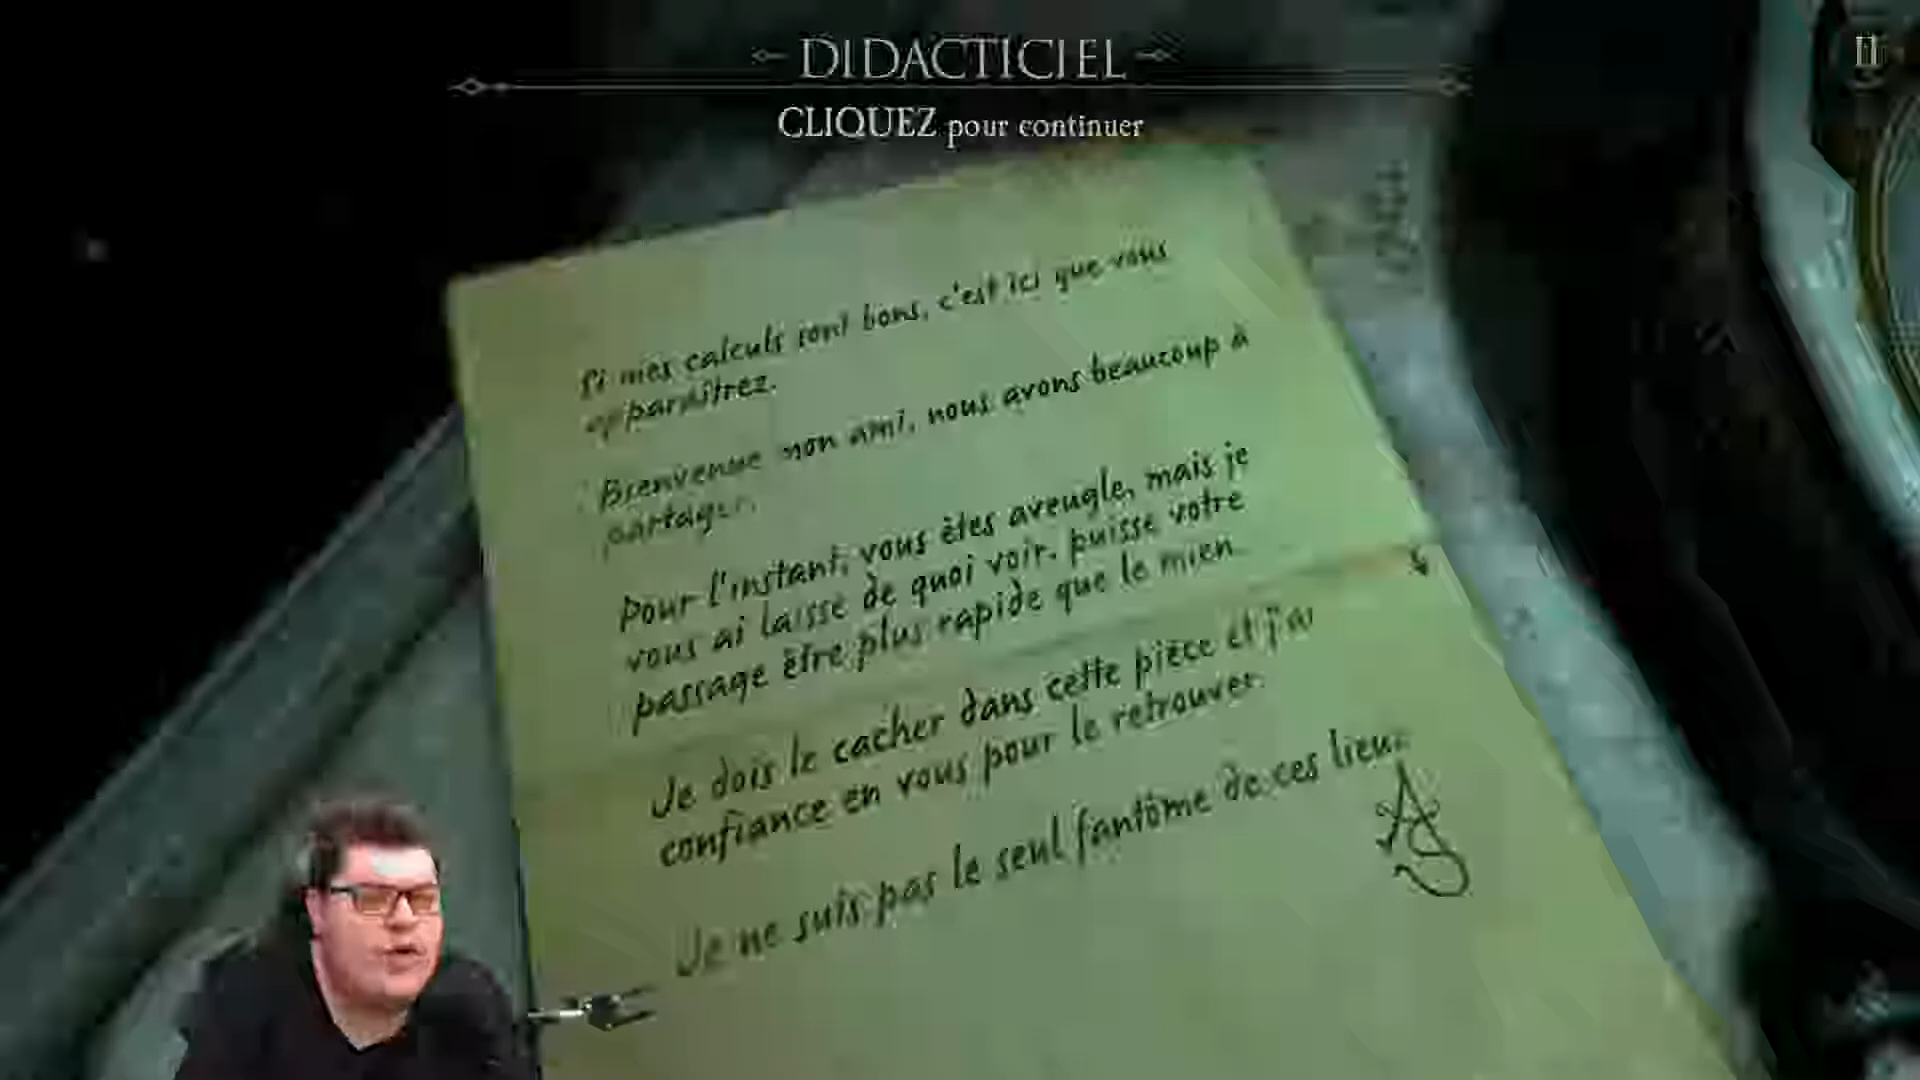 DIDACTICIEL
CLIQUEZ pour continuer
Si mes calculs sont bons, c'est ici que vous
apparaîtrez.
Bienvenue mon ami, nous avons beaucoup à
partager.
Pour l'instant, vous êtes aveugle, mais je
vous ai laissé de quoi voir, puisse votre
passage être plus rapide que le mien.
Je dois le cacher dans cette pièce et j'ai
confiance en vous pour le retrouver.
Je ne suis pas le seul fantôme de ces lieux.
AS